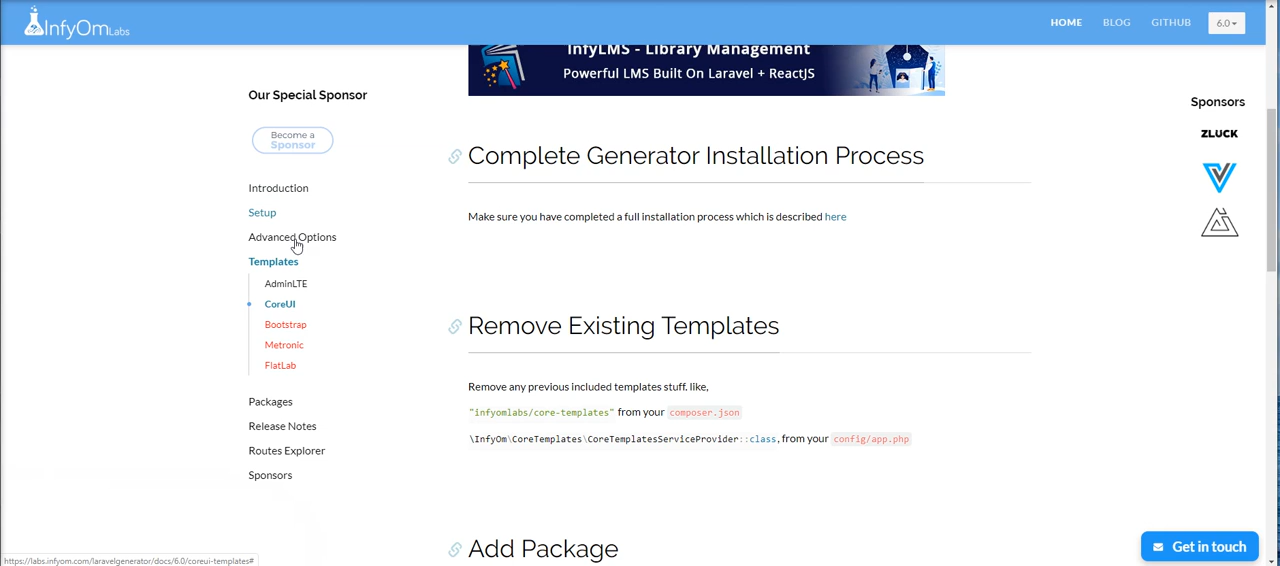 InfyOm Labs
HOME
BLOG
GITHUB
6.0
InfyLMS - Library Management
Powerful LMS Built On Laravel + ReactJS
Our Special Sponsor
Become a
Sponsor
Introduction
Setup
Advanced Options
Templates
AdminLTE
CoreUI
Bootstrap
Metronic
FlatLab
Packages
Release Notes
Routes Explorer
Sponsors
Complete Generator Installation Process
Make sure you have completed a full installation process which is described here
Remove Existing Templates
Remove any previous included templates stuff. like,
"infyomlabs/core-templates" from your composer.json
\InfyOm\CoreTemplates\CoreTemplatesServiceProvider::class, from your config/app.php
Add Package
Sponsors
ZLUCK
Get in touch
https://labs.infyom.com/laravelgenerator/docs/6.0/coreui-templates#